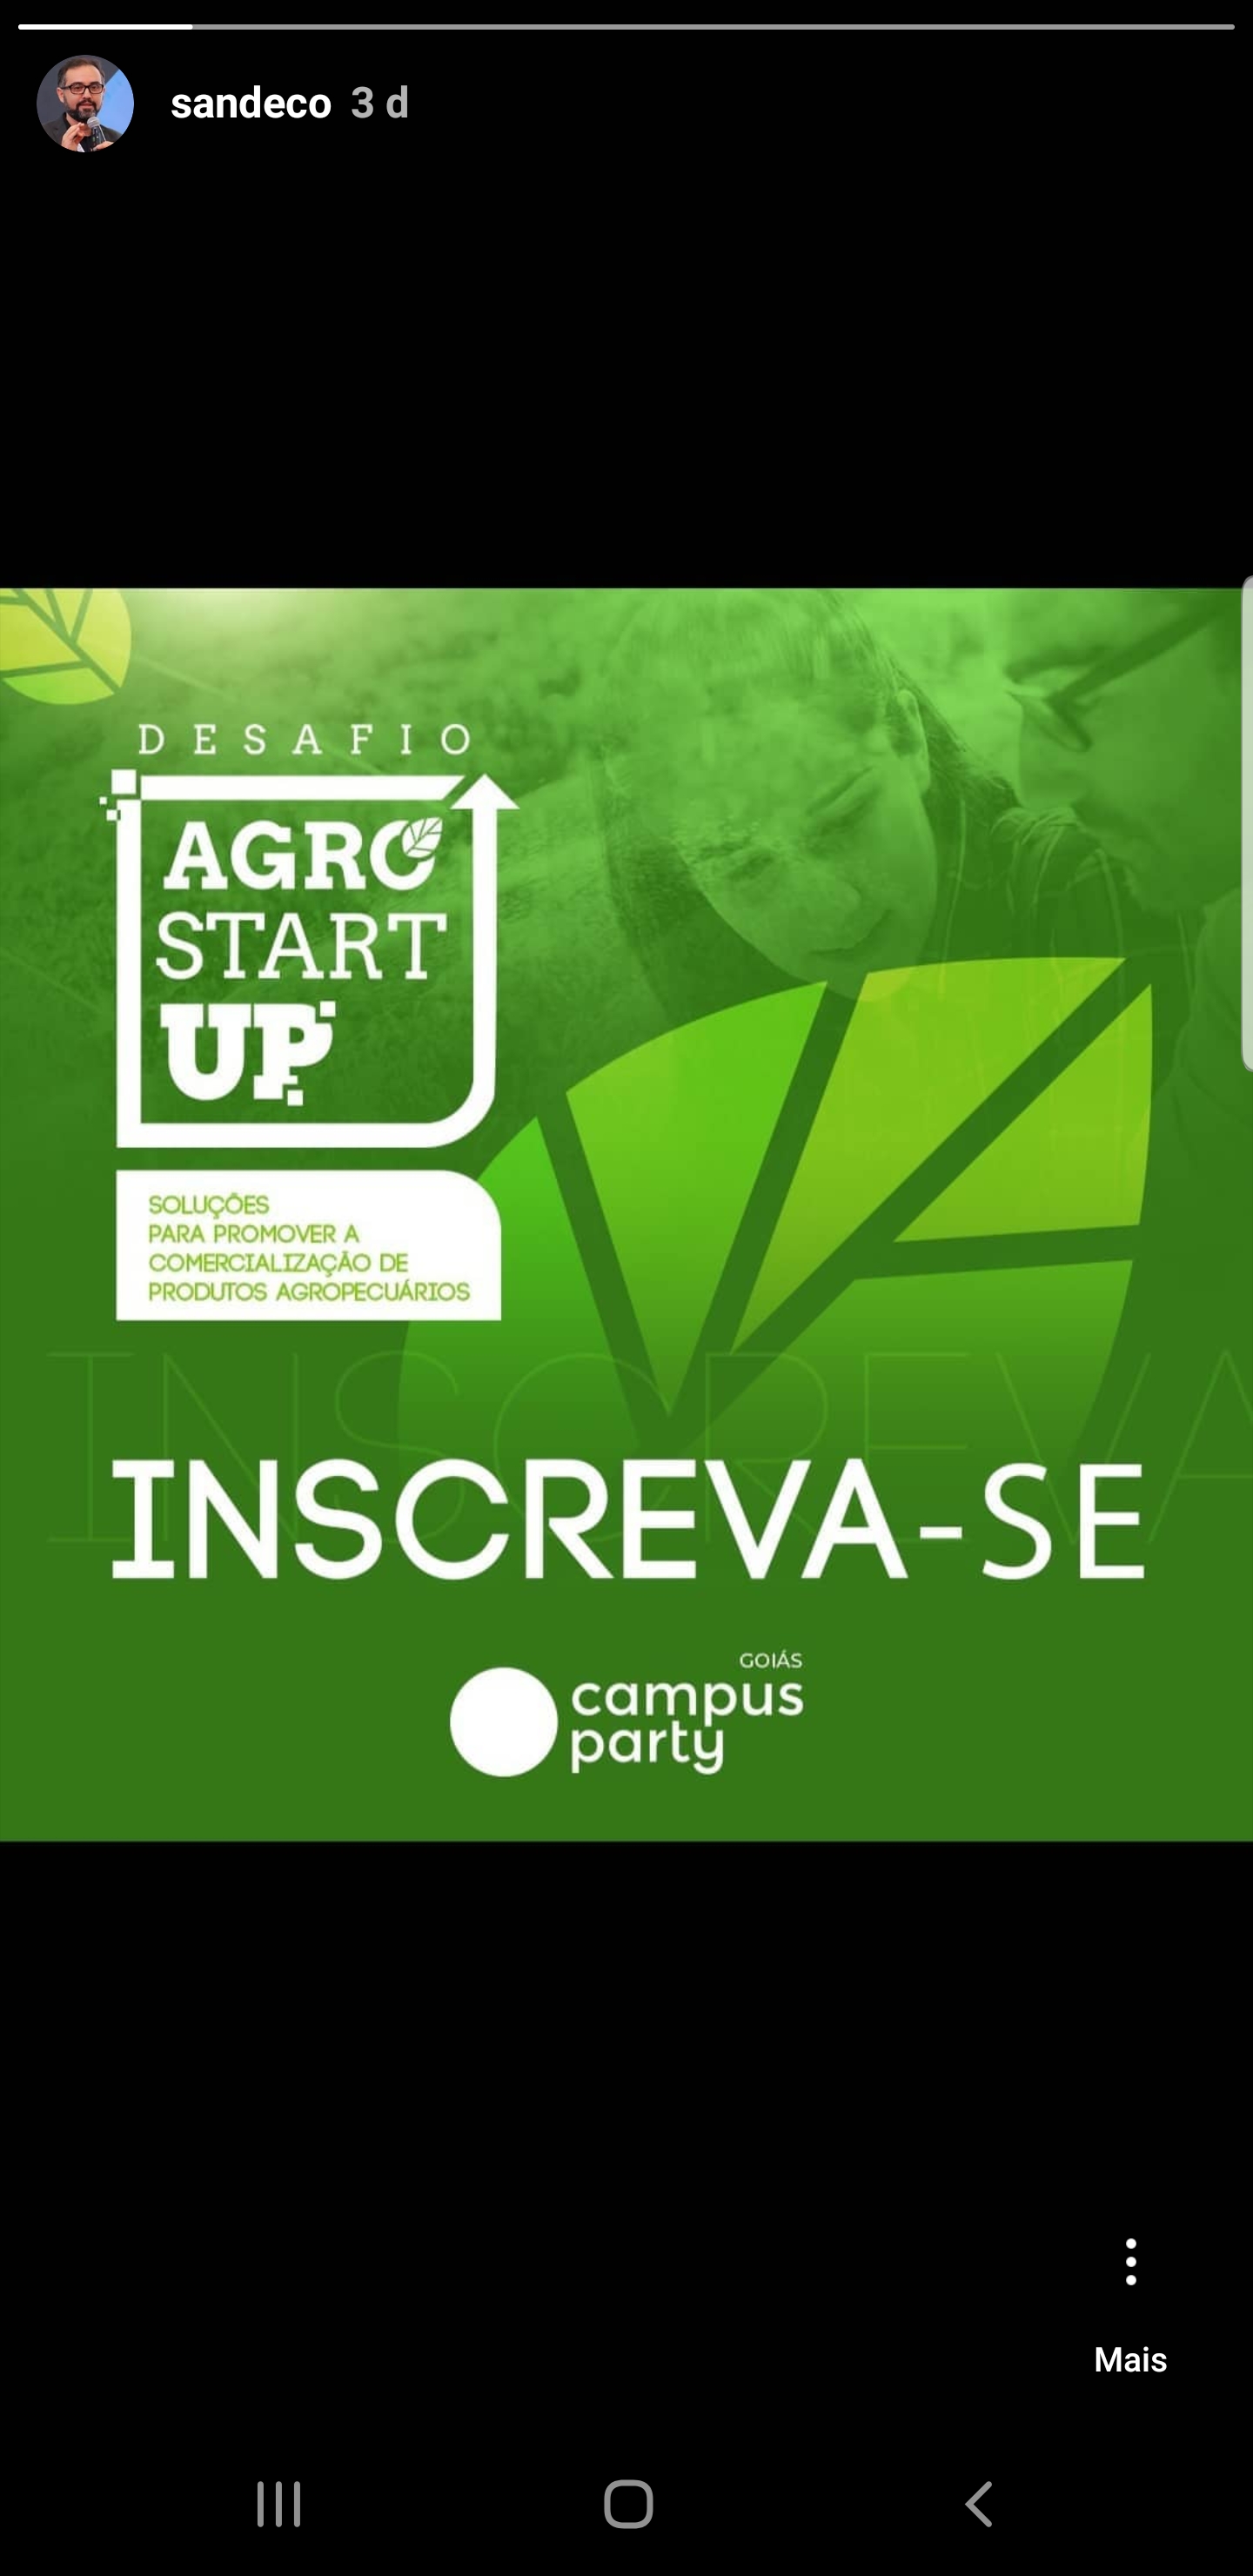 sandeco 3 d
DESAFIO
AGRO
START
UP
SOLUÇÕES
PARA PROMOVER A
COMERCIALIZAÇÃO DE
PRODUTOS AGROPECUÁRIOS
INSCREVA
INSCREVA-SE
GOIÁS
campus
party
Mais